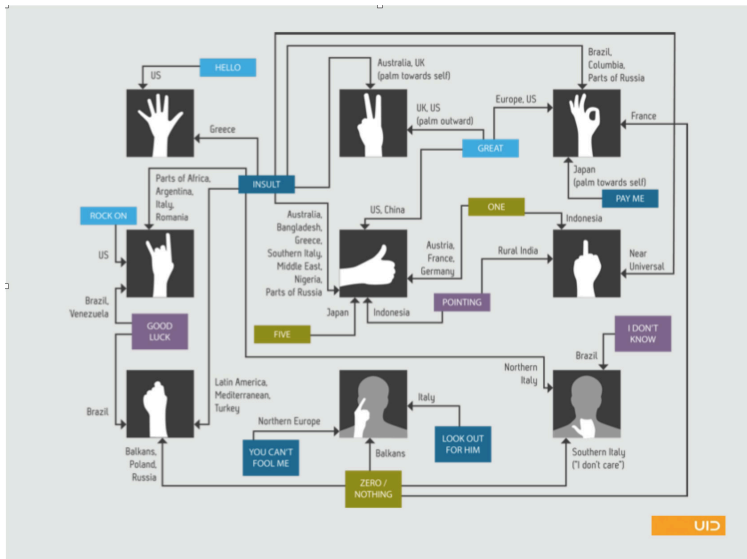 HELLO
US
Greece
Australia, UK
(palm towards self)
UK, US
(palm outward)
Europe, US
GREAT
Brazil,
Columbia,
Parts of Russia
France
Japan
(palm towards self)
PAY ME
INSULT
Parts of Africa,
Argentina,
Italy,
Romania
ROCK ON
US
Brazil,
Venezuela
GOOD
LUCK
Australia,
Bangladesh,
Greece,
Southern Italy,
Middle East,
Nigeria,
Parts of Russia
US, China
ONE
Indonesia
Austria,
France,
Germany
Rural India
Near
Universal
POINTING
Japan
Indonesia
FIVE
I DON'T
KNOW
Brazil
Northern
Italy
Brazil
Latin America,
Mediterranean,
Turkey
Balkans,
Poland,
Russia
Northern Europe
YOU CAN'T
FOOL ME
Italy
LOOK OUT
FOR HIM
Balkans
ZERO /
NOTHING
Southern Italy
("I don't care")
UID